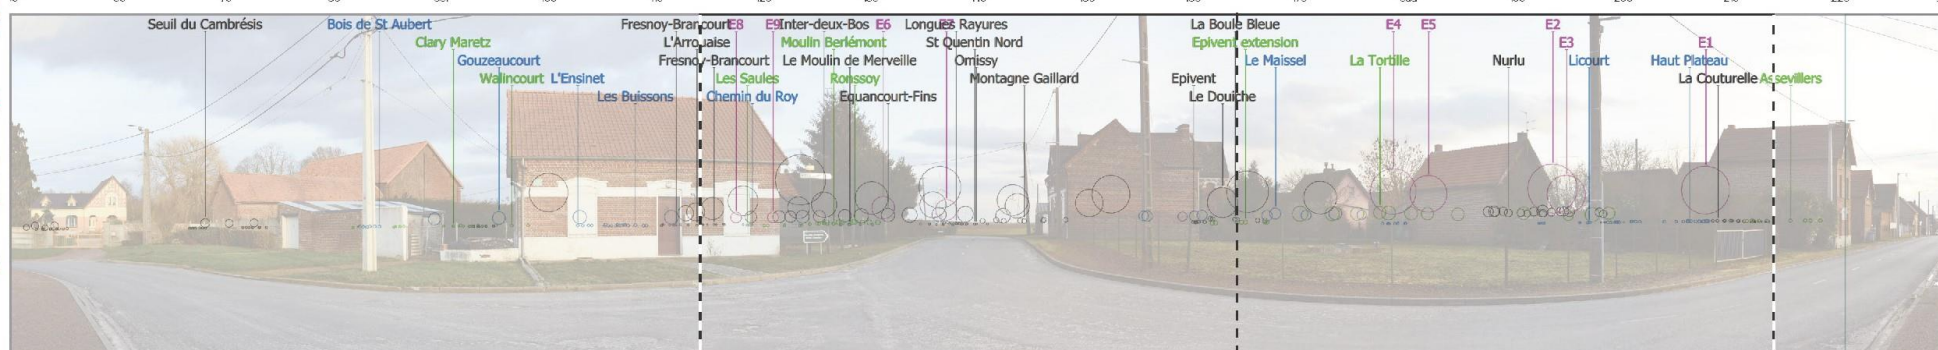 Seuil du Cambrésis Bois de St Aubert Fresnoy-Brancourt E8 E9 Inter-deux-Bos E6 Longues Rayures E7 La Boule Bleue E4 E5 E2
Clary Maretz L'Arrouaise Moulin Berlémont St Quentin Nord Epivent extension E3 E1
Gouzeaucourt Fresnoy-Brancourt Le Moulin de Merveille Omissy Le Maissel La Tortille Nurlu Licourt Haut Plateau
Walincourt L'Ensinet Les Saules Ronssoy Montagne Gaillard Epivent La Couturelle Assevillers
Les Buissons Chemin du Roy Equancourt-Fins Le Douiche